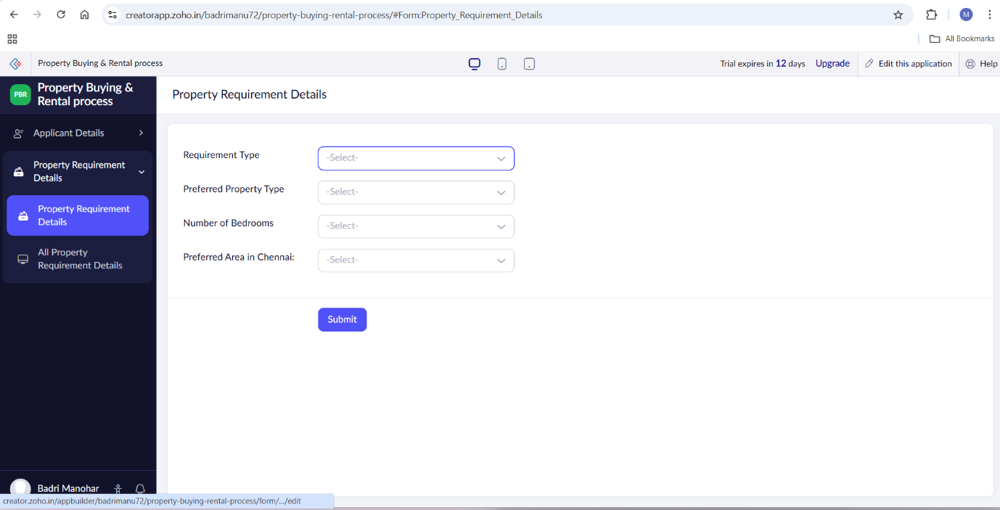 creatorapp.zoho.in/badrimanu72/property-buying-rental-process/#Form:Property_Requirement_Details
M
All Bookmarks
Property Buying & Rental process
Trial expires in 12 days
Upgrade
Edit this application
Help
PBR
Property Buying &
Rental process
Applicant Details
Property Requirement
Details
Property Requirement
Details
All Property
Requirement Details
Property Requirement Details
Requirement Type
-Select-
Preferred Property Type
-Select-
Number of Bedrooms
-Select-
Preferred Area in Chennai:
-Select-
Submit
Badri Manohar
creator.zoho.in/appbuilder/badrimanu72/property-buying-rental-process/form/.../edit